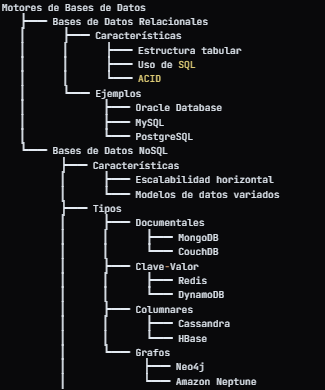 Motores de Bases de Datos
Bases de Datos Relacionales
Características
Estructura tabular
Uso de SQL
ACID
Ejemplos
Oracle Database
MySQL
PostgreSQL
Bases de Datos NoSQL
Características
Escalabilidad horizontal
Modelos de datos variados
Tipos
Documentales
MongoDB
CouchDB
Clave-Valor
Redis
DynamoDB
Columnares
Cassandra
HBase
Grafos
Neo4j
Amazon Neptune